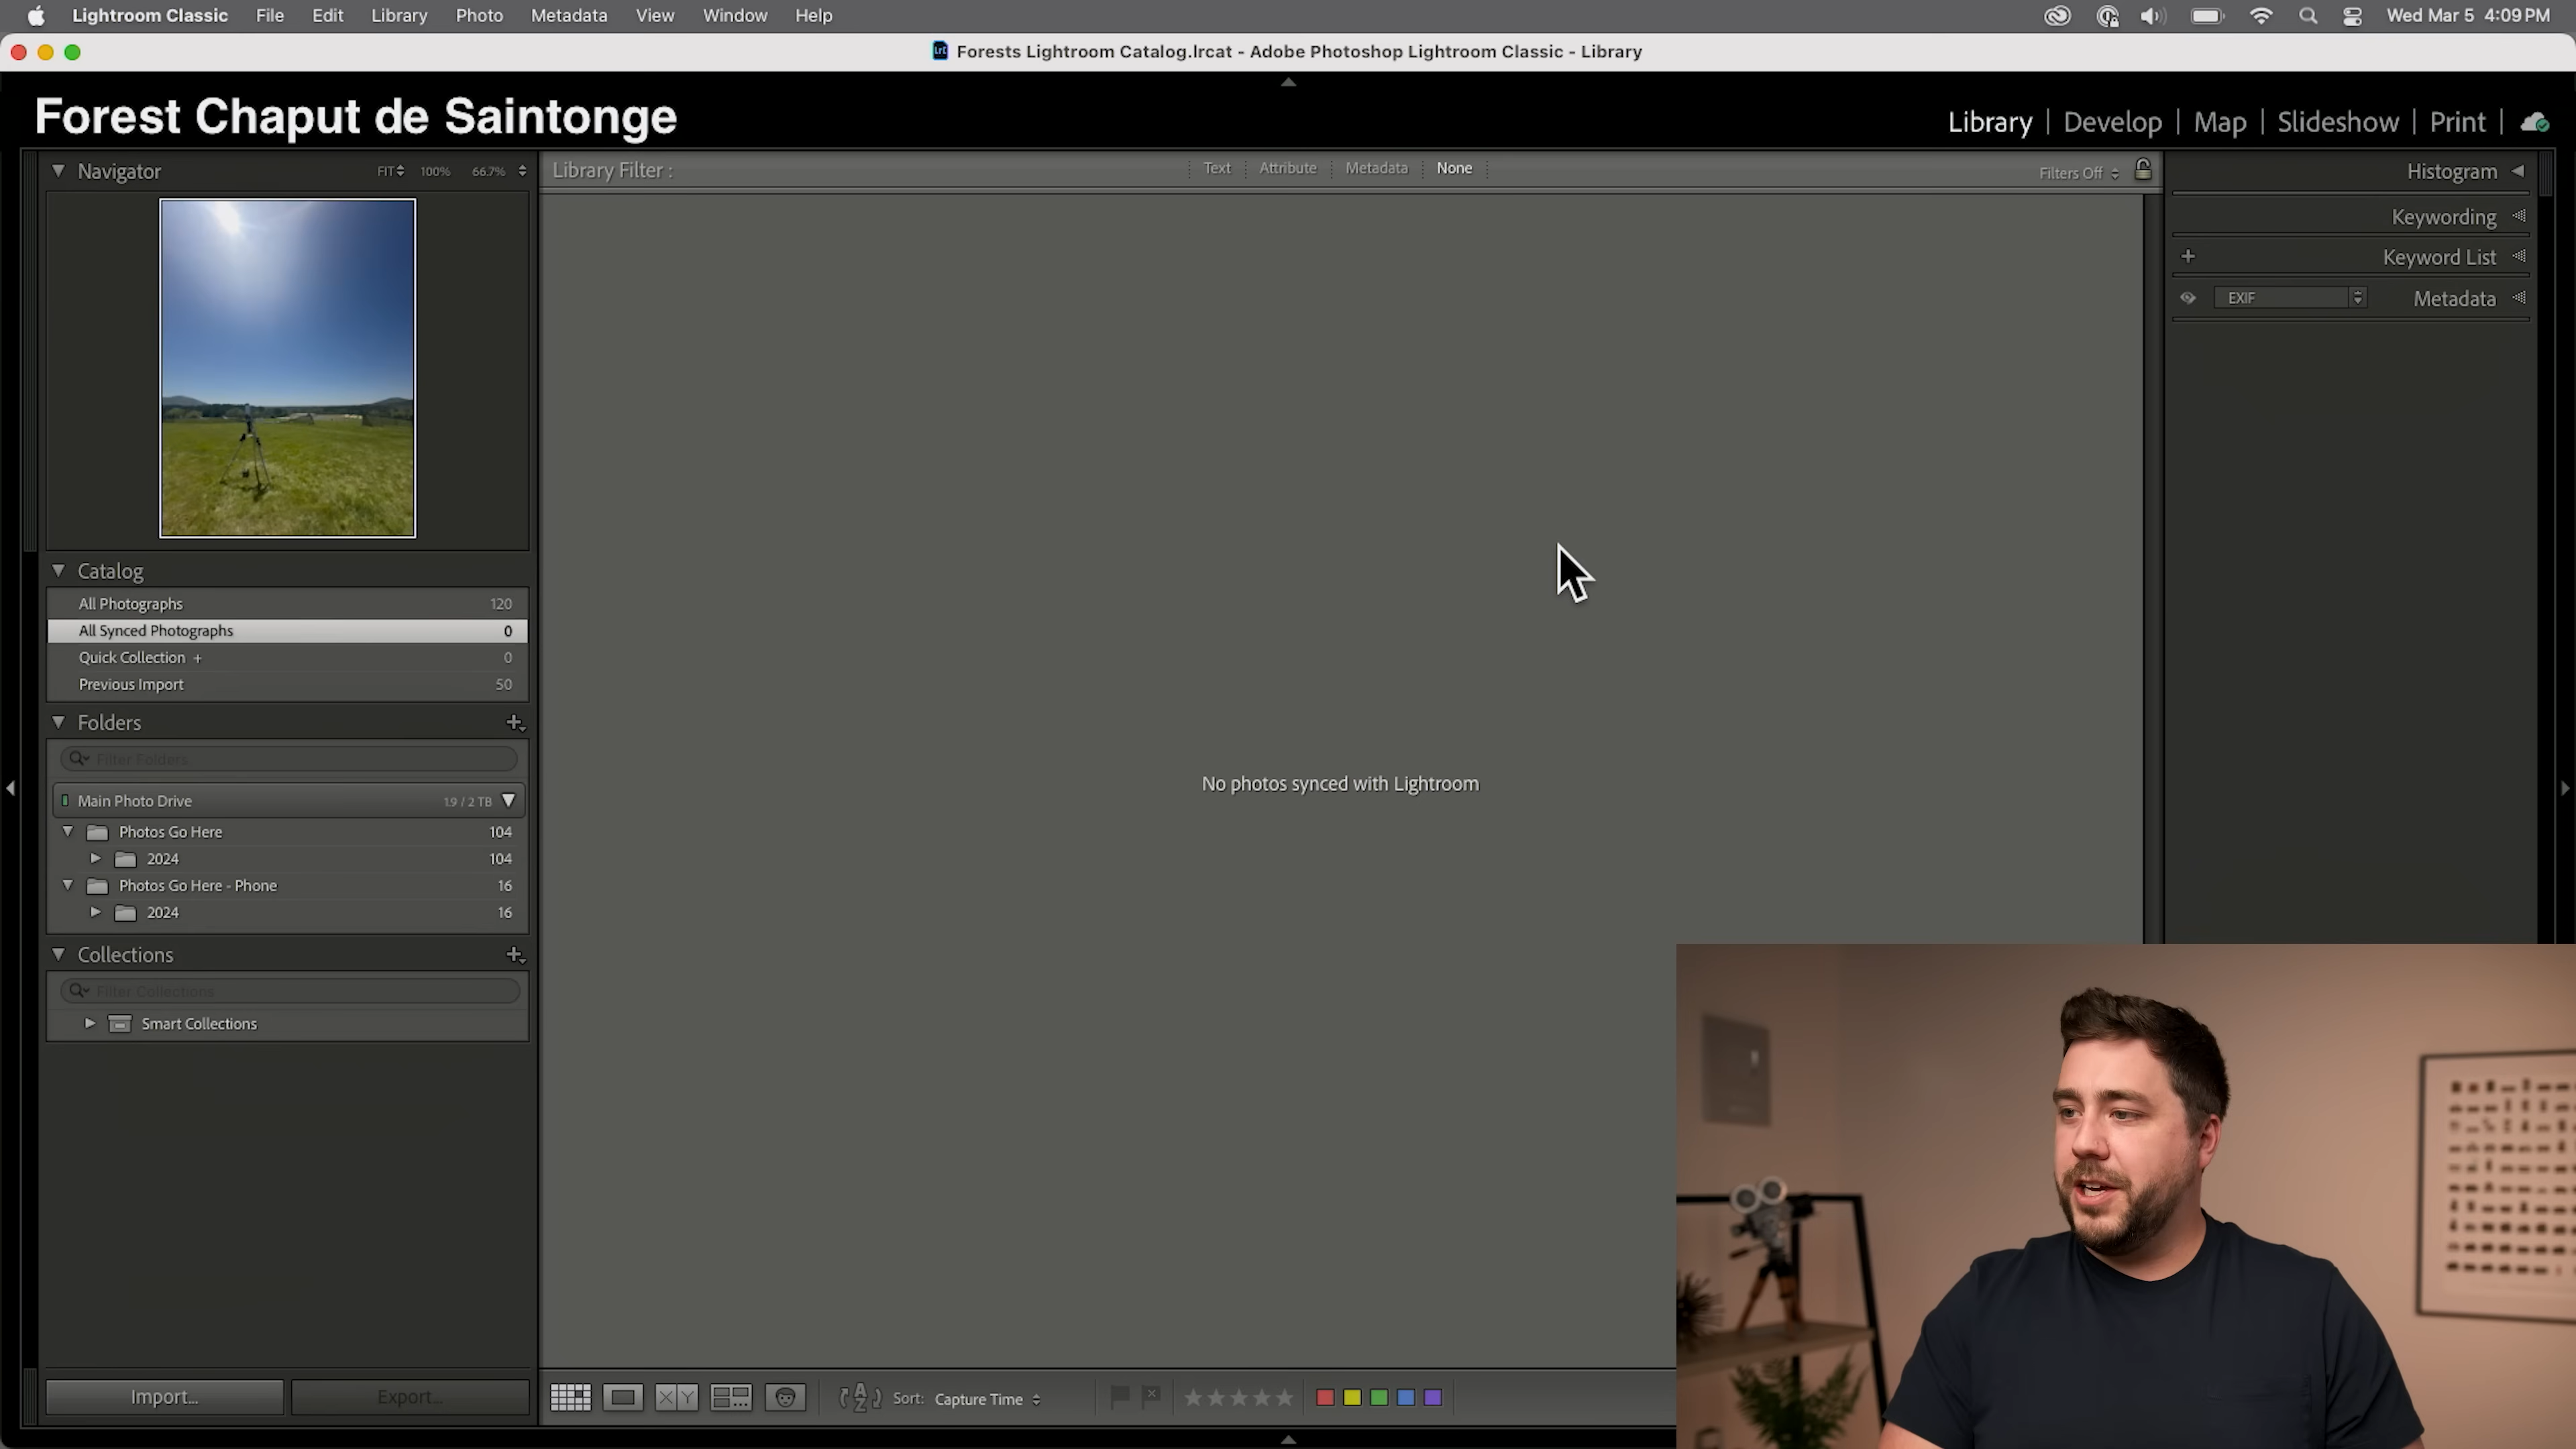 Lightroom Classic File Edit Library Photo Metadata View Window Help Wed Mar 5 4:09 PM
Forests Lightroom Catalog.lrcat - Adobe Photoshop Lightroom Classic - Library
Forest Chaput de Saintonge
Library | Develop | Map | Slideshow | Print |
Navigator FIT 100% 66.7%
Library Filter : Text Attribute Metadata None Filters Off
Histogram
Keywording
+ Keyword List
EXIF Metadata
Catalog
All Photographs 120
All Synced Photographs 0
Quick Collection + 0
Previous Import 50
Folders +
Filter Folders
Main Photo Drive 1.9 / 2 TB
Photos Go Here 104
2024 104
Photos Go Here - Phone 16
2024 16
No photos synced with Lightroom
Collections +
Filter Collections
Smart Collections
Import... Export...
X Y A Z Sort: Capture Time